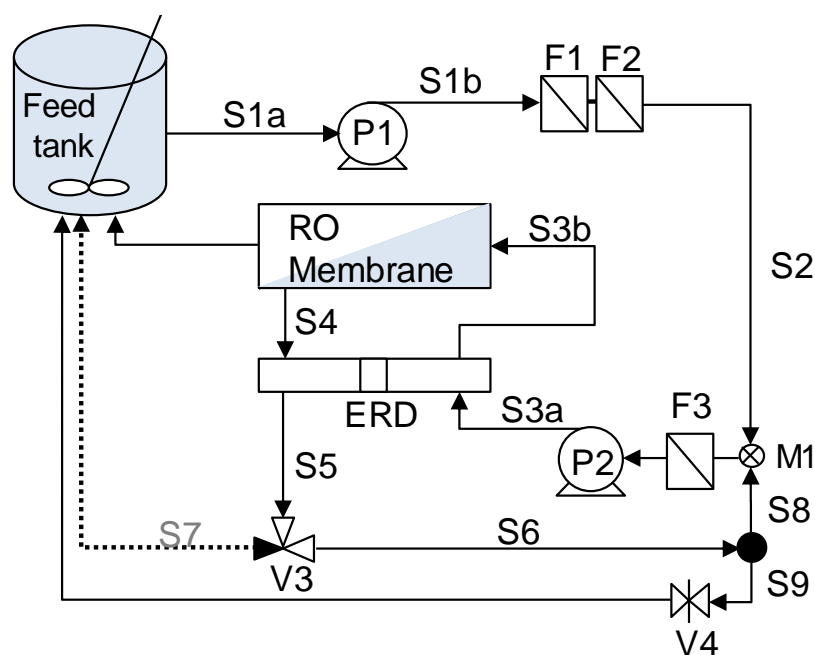 Feed
tank
S1a
P1
S1b
F1
F2
RO
Membrane
S3b
S2
S4
ERD
S3a
F3
P2
M1
S5
S8
S7
S6
V3
S9
V4